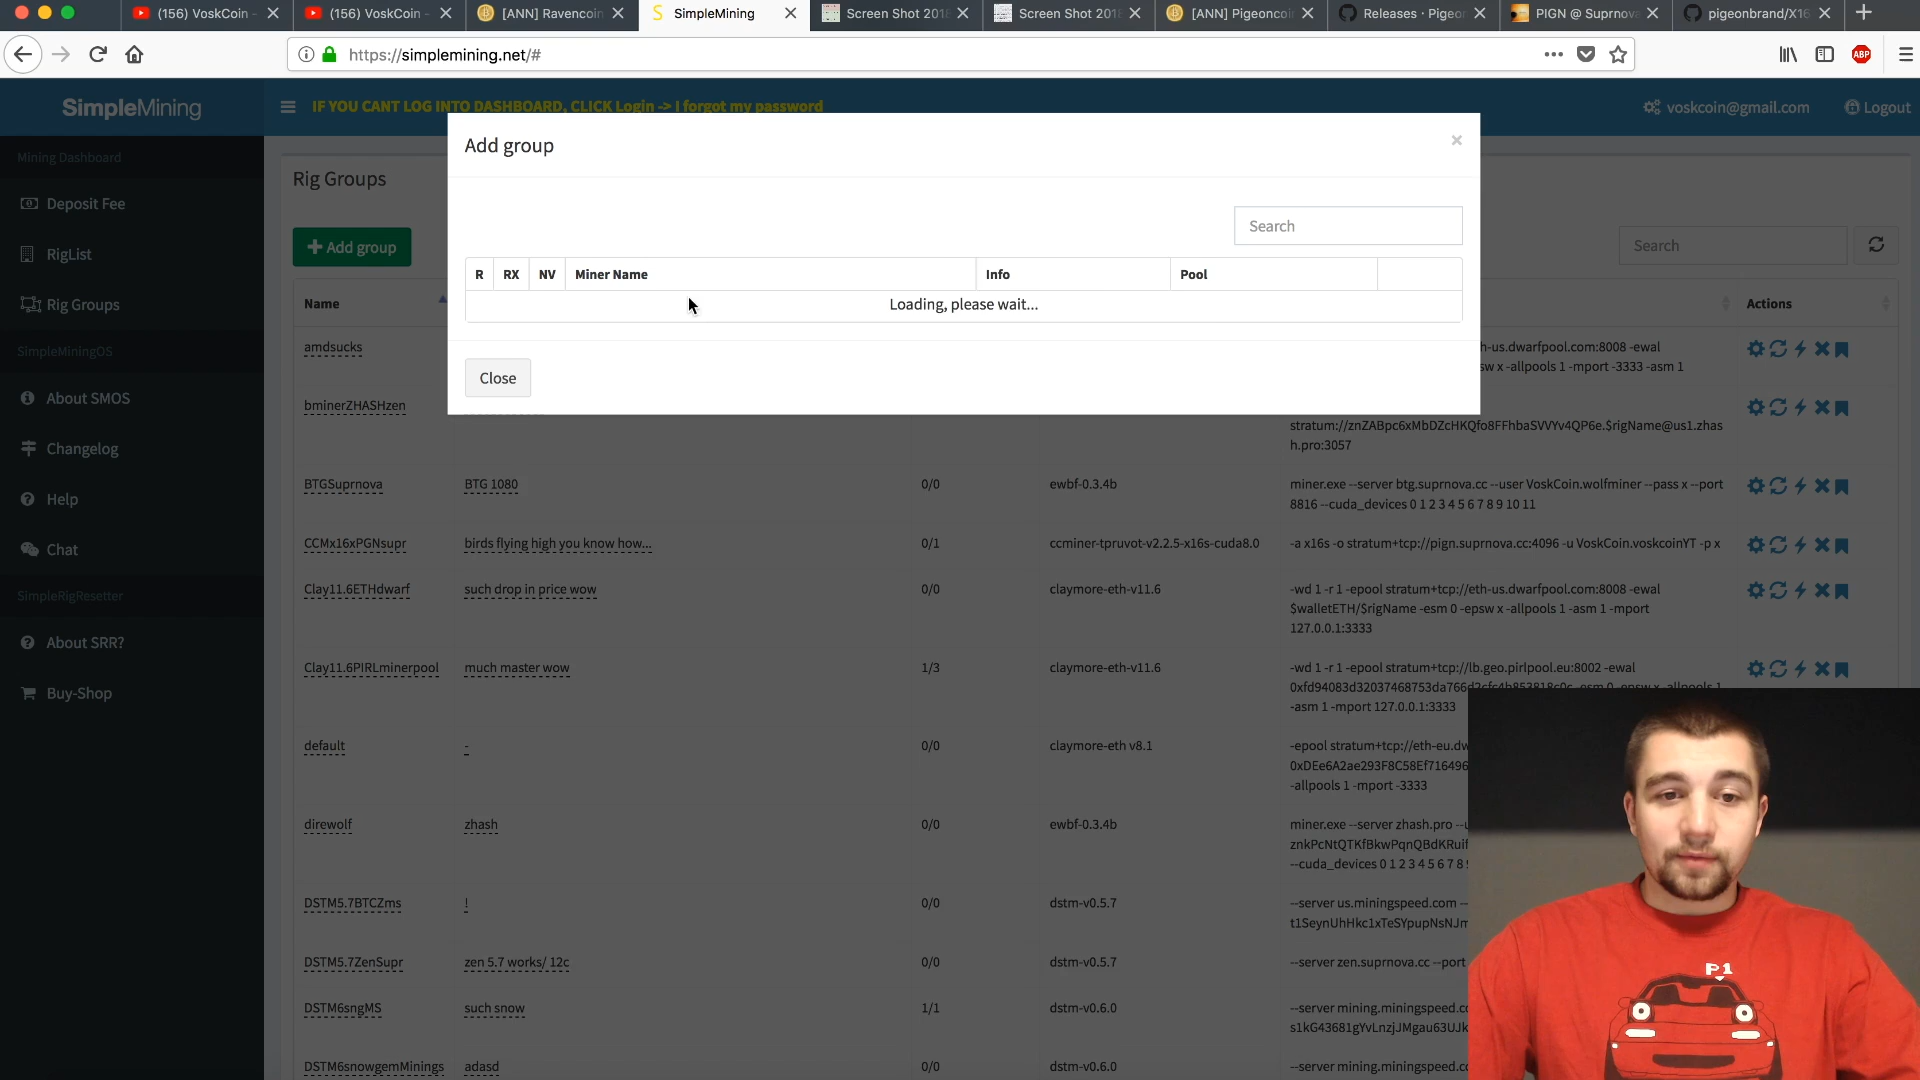 (156) VoskCoin -
(156) VoskCoin -
[ANN] Ravencoin
SimpleMining
Screen Shot 2018
Screen Shot 2018
[ANN] Pigeoncoin
Releases · Pigeon
PIGN @ Suprnova
pigeonbrand/X16
https://simplemining.net/#
ABP
SimpleMining
IF YOU CANT LOG INTO DASHBOARD, CLICK Login -> I forgot my password
voskcoin@gmail.com
Logout
Mining Dashboard
Deposit Fee
RigList
Rig Groups
SimpleMiningOS
About SMOS
Changelog
Help
Chat
SimpleRigResetter
About SRR?
Buy-Shop
Rig Groups
Add group
Search
Add group
×
Search
R RX NV Miner Name Info Pool
Loading, please wait...
Close
Name
Actions
amdsucks
h-us.dwarfpool.com:8008 -ewal
sw x -allpools 1 -mport -3333 -asm 1
bminerZHASHzen
stratum://znZABpc6xMbDZcHKQfo8FFhbaSVVYv4QP6e.$rigName@us1.zhas
h.pro:3057
BTGSuprnova BTG 1080 0/0 ewbf-0.3.4b miner.exe --server btg.suprnova.cc --user VoskCoin.wolfminer --pass x --port
8816 --cuda_devices 0 1 2 3 4 5 6 7 8 9 10 11
CCMx16xPGNsupr birds flying high you know how... 0/1 ccminer-tpruvot-v2.2.5-x16s-cuda8.0 -a x16s -o stratum+tcp://pign.suprnova.cc:4096 -u VoskCoin.voskcoinYT -p x
Clay11.6ETHdwarf such drop in price wow 0/0 claymore-eth-v11.6 -wd 1 -r 1 -epool stratum+tcp://eth-us.dwarfpool.com:8008 -ewal
$walletETH/$rigName -esm 0 -epsw x -allpools 1 -asm 1 -mport
127.0.0.1:3333
Clay11.6PIRLminerpool much master wow 1/3 claymore-eth-v11.6 -wd 1 -r 1 -epool stratum+tcp://lb.geo.pirlpool.eu:8002 -ewal
-asm 1 -mport 127.0.0.1:3333
default - 0/0 claymore-eth v8.1 -epool stratum+tcp://eth-eu.dw
0xDEe6A2ae293F8C58Ef716496
-allpools 1 -mport -3333
direwolf zhash 0/0 ewbf-0.3.4b miner.exe --server zhash.pro --u
znkPcNtQTKfBkwPqnQBdKRuif
--cuda_devices 0 1 2 3 4 5 6 7 8
DSTM5.7BTCZms ! 0/0 dstm-v0.5.7 --server us.miningspeed.com --
t1SeynUhHkc1xTeSYpupNsNJm
DSTM5.7ZenSupr zen 5.7 works/ 12c 0/0 dstm-v0.5.7 --server zen.suprnova.cc --port
DSTM6sngMS such snow 1/1 dstm-v0.6.0 --server mining.miningspeed.cc
s1kG43681gYvLnzjJMgau63UJk
DSTM6snowgemMinings adasd 0/0 dstm-v0.6.0 --server mining.miningspeed.cc
P1